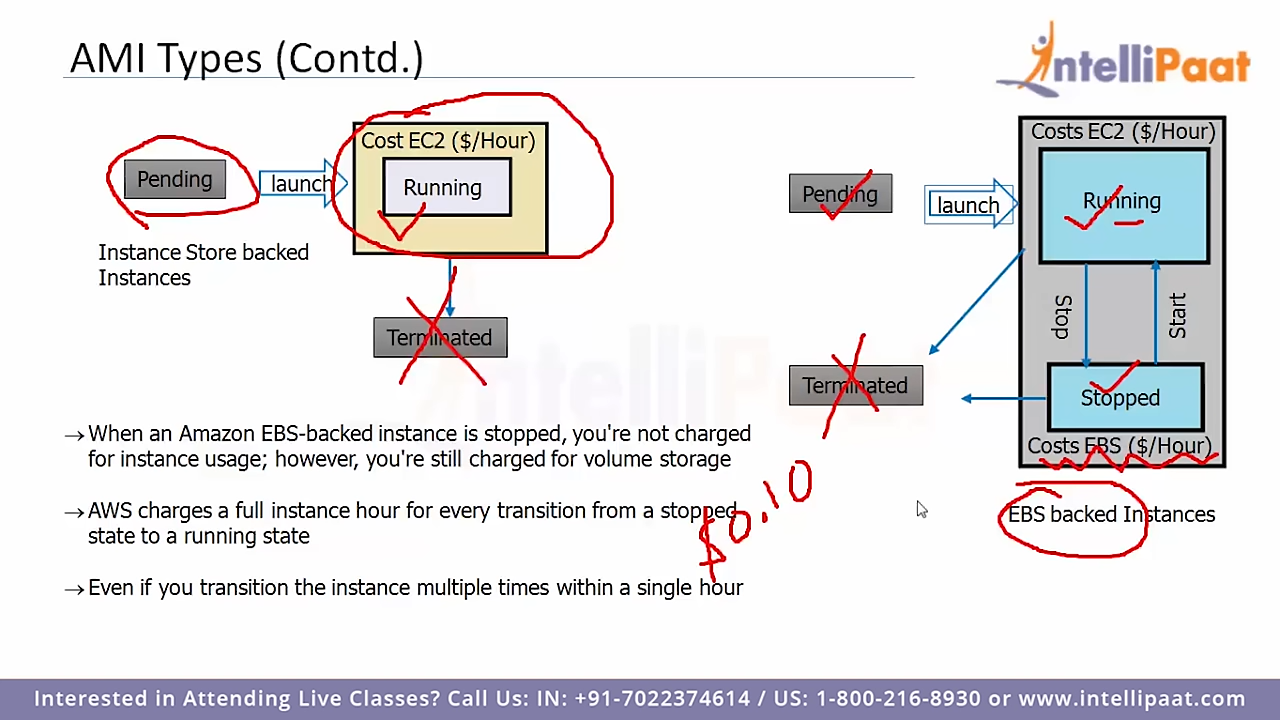 AMI Types (Contd.)
IntelliPaat
Pending
launch
Cost EC2 ($/Hour)
Running
Instance Store backed
Instances
Terminated
Pending
launch
Costs EC2 ($/Hour)
Running
Stop
Start
Terminated
Stopped
Costs EBS ($/Hour)
EBS backed Instances
→When an Amazon EBS-backed instance is stopped, you're not charged
for instance usage; however, you're still charged for volume storage
→AWS charges a full instance hour for every transition from a stopped
state to a running state
→Even if you transition the instance multiple times within a single hour
$0.10
IntelliPaat
Interested in Attending Live Classes? Call Us: IN: +91-7022374614 / US: 1-800-216-8930 or www.intellipaat.com